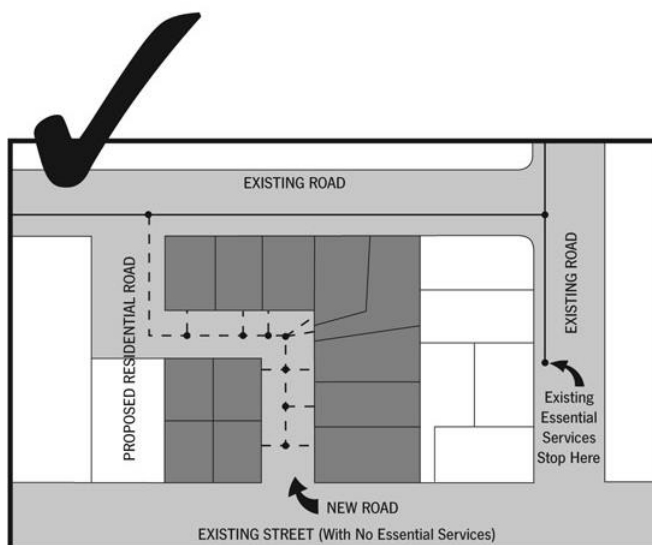 EXISTING ROAD
PROPOSED RESIDENTIAL ROAD
EXISTING ROAD
Existing
Essential
Services
Stop Here
NEW ROAD
EXISTING STREET (With No Essential Services)